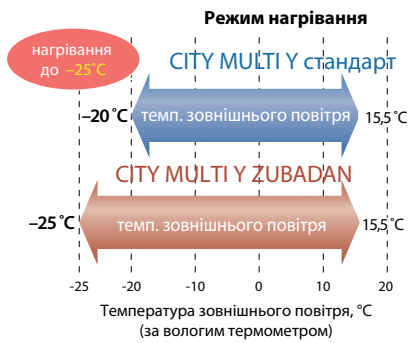 Режим нагрівання
нагрівання
до –25˚C
CITY MULTI Y стандарт
–20 ˚C
темп. зовнішнього повітря
15,5 ˚C
CITY MULTI Y ZUBADAN
–25 ˚C
темп. зовнішнього повітря
15,5˚C
-25 -20 -10 0 10 20
Температура зовнішнього повітря, °C
(за вологим термометром)